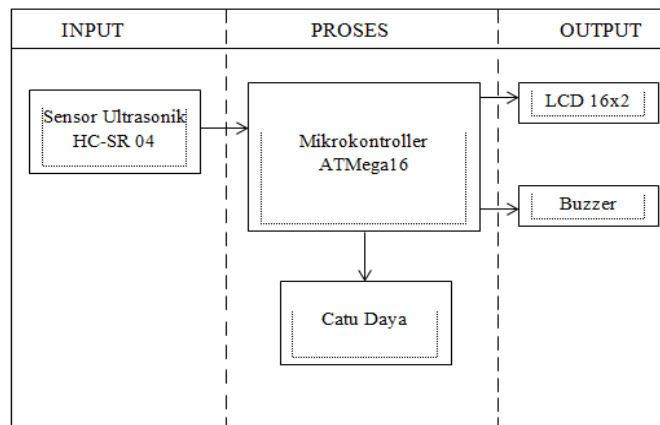 INPUT
PROSES
OUTPUT
Sensor Ultrasonik
HC-SR 04
Mikrokontroller
ATMega16
LCD 16x2
Buzzer
Catu Daya